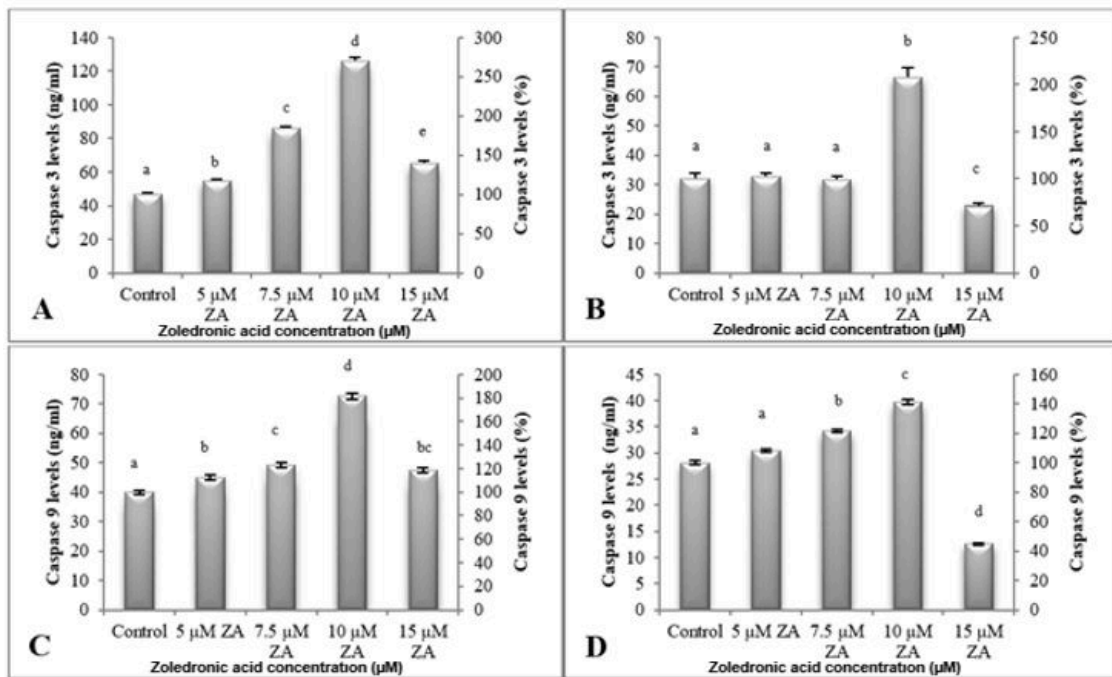 140
120
100
80
60
40
20
0
Caspase 3 levels (ng/ml)
300
250
200
150
100
50
0
Caspase 3 levels (%)
a
b
c
d
e
Control
5 µM
ZA
7.5 µM
ZA
10 µM
ZA
15 µM
ZA
Zoledronic acid concentration (µM)
A
80
70
60
50
40
30
20
10
0
Caspase 3 levels (ng/ml)
250
200
150
100
50
0
Caspase 3 levels (%)
a
a
a
b
c
Control
5 µM ZA
7.5 µM
ZA
10 µM
ZA
15 µM
ZA
Zoledronic acid concentration (µM)
B
80
70
60
50
40
30
20
10
0
Caspase 9 levels (ng/ml)
200
180
160
140
120
100
80
60
40
20
0
Caspase 9 levels (%)
a
b
c
d
bc
Control
5 µM ZA
7.5 µM
ZA
10 µM
ZA
15 µM
ZA
Zoledronic acid concentration (µM)
C
45
40
35
30
25
20
15
10
5
0
Caspase 9 levels (ng/ml)
160
140
120
100
80
60
40
20
0
Caspase 9 levels (%)
a
a
b
c
d
Control
5 µM ZA
7.5 µM
ZA
10 µM
ZA
15 µM
ZA
Zoledronic acid concentration (µM)
D